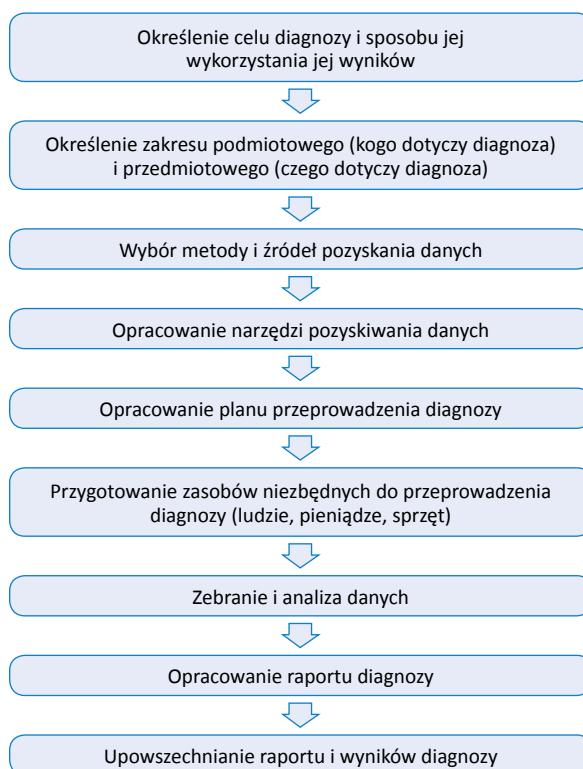 Określenie celu diagnozy i sposobu jej
wykorzystania jej wyników
Określenie zakresu podmiotowego (kogo dotyczy diagnoza)
i przedmiotowego (czego dotyczy diagnoza)
Wybór metody i źródeł pozyskania danych
Opracowanie narzędzi pozyskiwania danych
Opracowanie planu przeprowadzenia diagnozy
Przygotowanie zasobów niezbędnych do przeprowadzenia
diagnozy (ludzie, pieniądze, sprzęt)
Zebranie i analiza danych
Opracowanie raportu diagnozy
Upowszechnianie raportu i wyników diagnozy